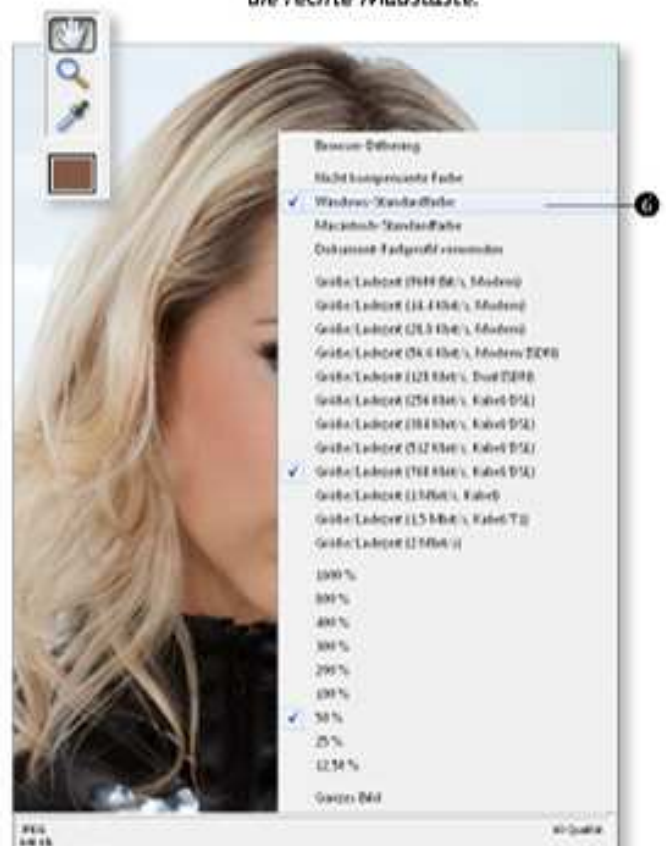 die rechte Maustaste.
Browser-Dithering
Nicht kompensierte Farbe
Windows-Standardfarbe
6
Macintosh-Standardfarbe
Dokument-Farbprofil verwenden
Größe/Ladezeit (9600 Bit/s, Modem)
Größe/Ladezeit (14.4 Kbit/s, Modem)
Größe/Ladezeit (28.8 Kbit/s, Modem)
Größe/Ladezeit (56.6 Kbit/s, Modem/ISDN)
Größe/Ladezeit (128 Kbit/s, Dual-ISDN)
Größe/Ladezeit (256 Kbit/s, Kabel/DSL)
Größe/Ladezeit (384 Kbit/s, Kabel/DSL)
Größe/Ladezeit (512 Kbit/s, Kabel/DSL)
Größe/Ladezeit (768 Kbit/s, Kabel/DSL)
Größe/Ladezeit (1 Mbit/s, Kabel)
Größe/Ladezeit (1,5 Mbit/s, Kabel/T1)
Größe/Ladezeit (2 Mbit/s)
1600 %
800 %
400 %
300 %
200 %
100 %
50 %
25 %
12.50 %
Ganzes Bild
JPEG
Qualität